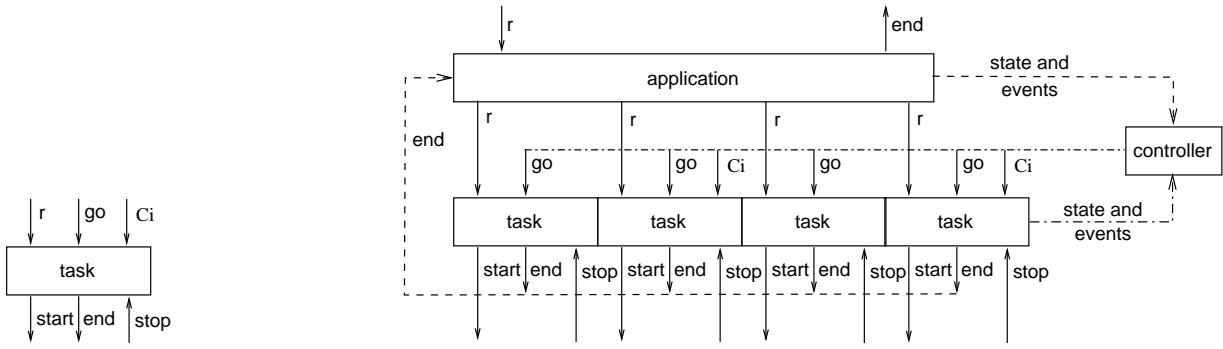 r
go
Ci
task
start
end
stop
r
end
application
state and
events
r
r
r
r
end
controller
go
go
Ci
go
go
Ci
task
task
task
task
state and
events
start
end
stop
start
end
stop
start
end
stop
start
end
stop